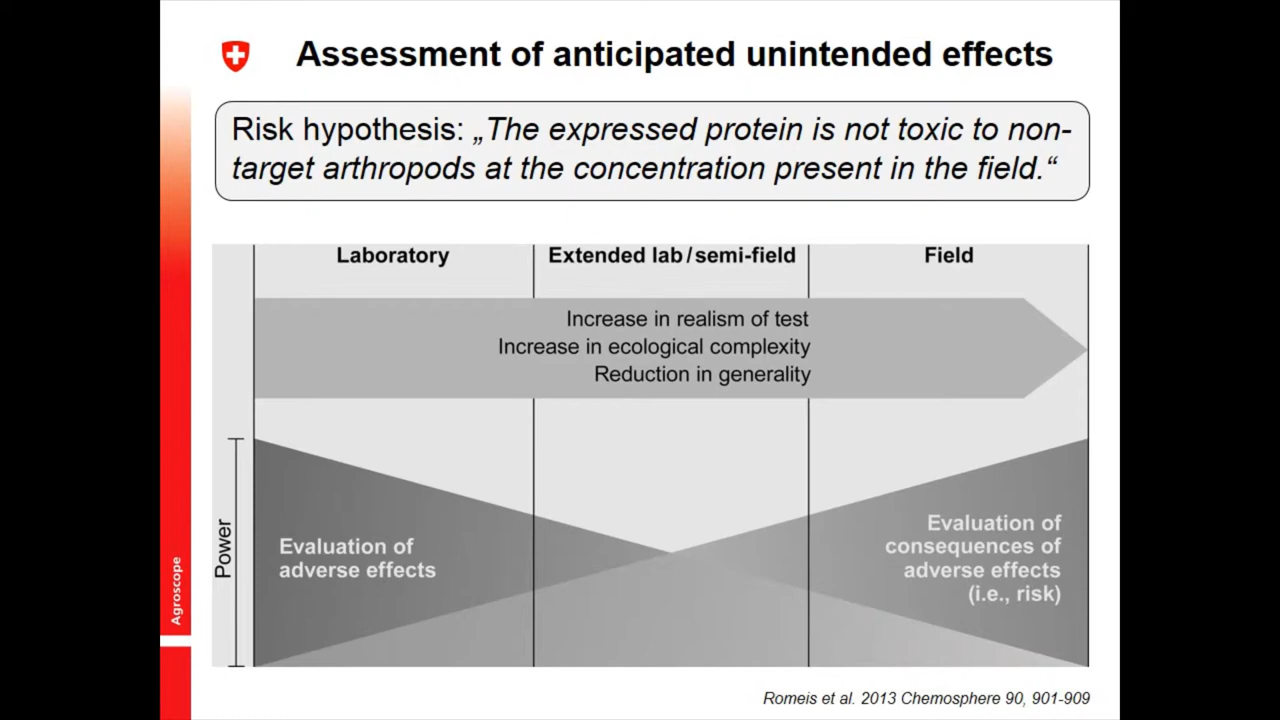 Assessment of anticipated unintended effects
Risk hypothesis: „The expressed protein is not toxic to non-
target arthropods at the concentration present in the field.“
Laboratory
Extended lab/semi-field
Field
Increase in realism of test
Increase in ecological complexity
Reduction in generality
Power
Evaluation of
adverse effects
Evaluation of
consequences of
adverse effects
(i.e., risk)
Agroscope
Romeis et al. 2013 Chemosphere 90, 901-909